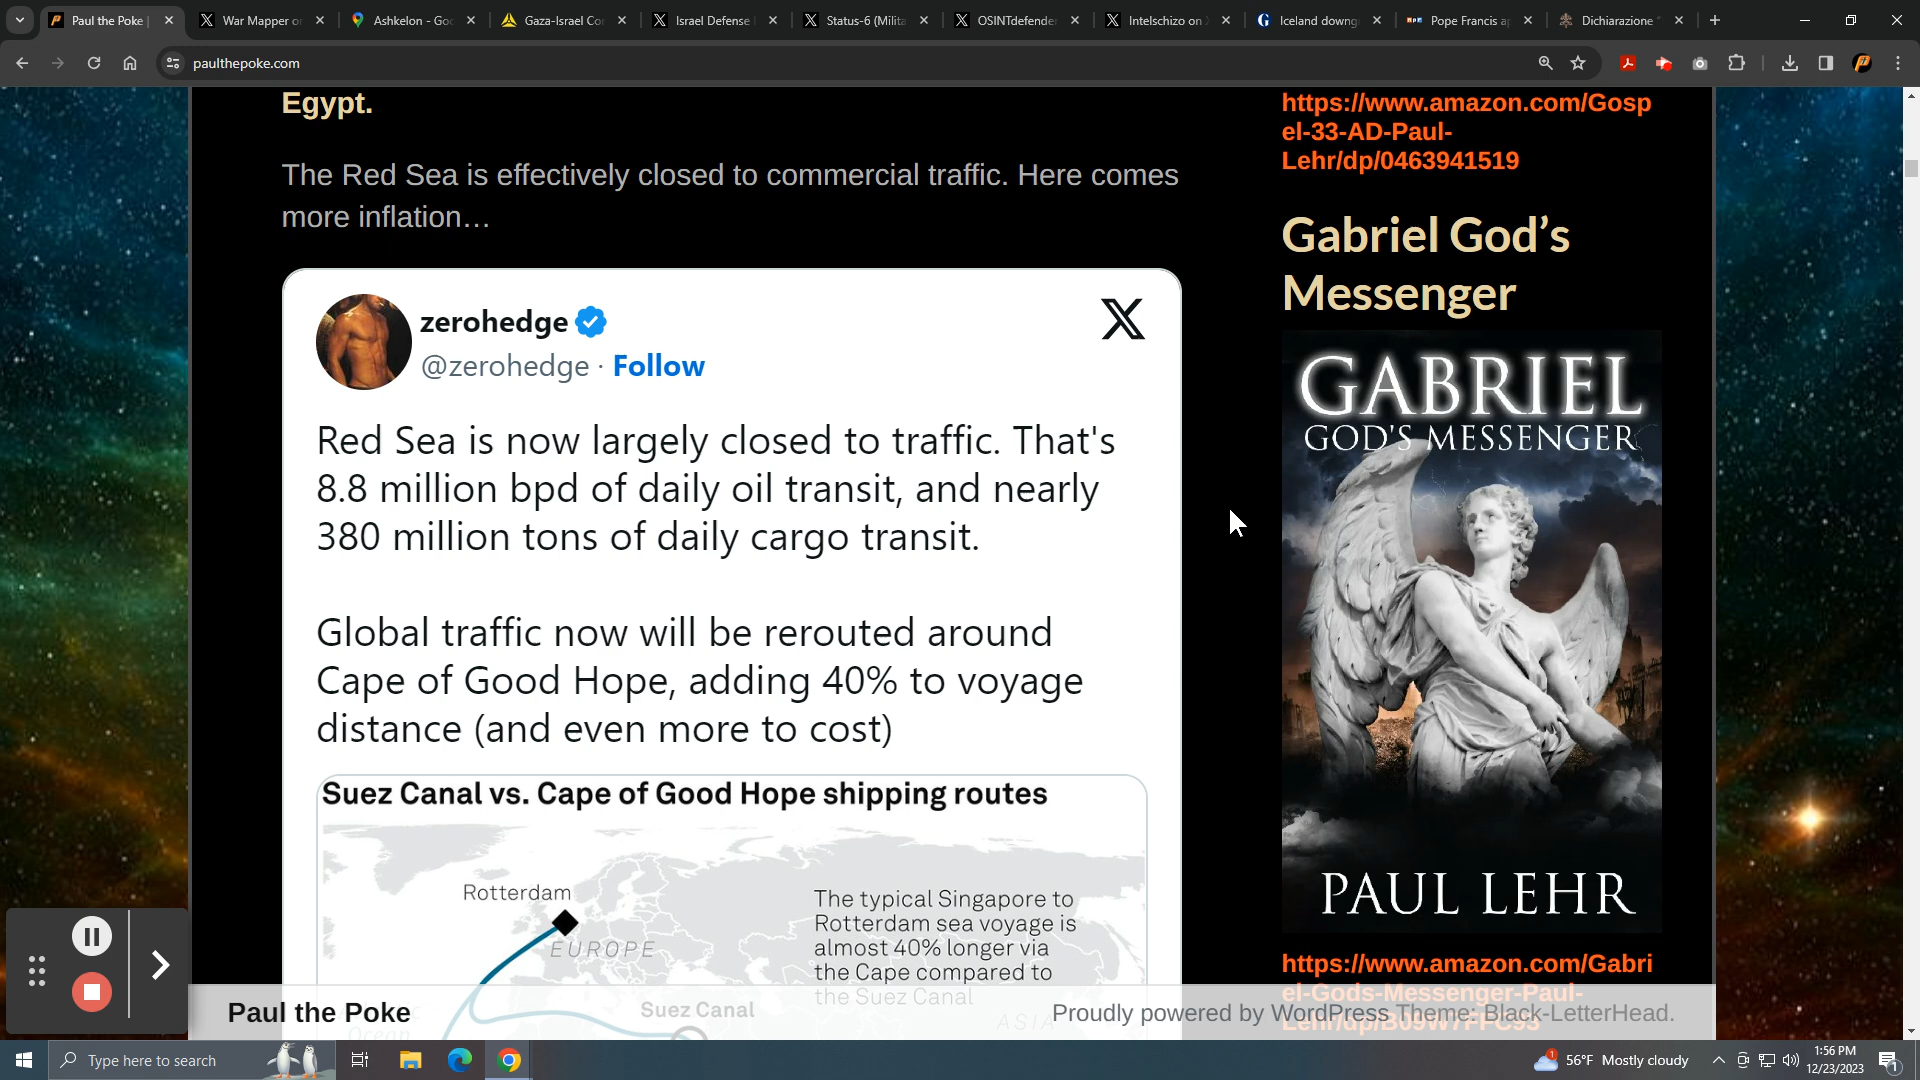 Paul the Poke |
War Mapper on
Ashkelon - Goo
Gaza-Israel Con
Israel Defense
Status-6 (Milita
OSINTdefender
Intelschizo on X
Iceland downgr
Pope Francis ap
Dichiarazione "
paulthepoke.com
Egypt.
The Red Sea is effectively closed to commercial traffic. Here comes
more inflation…
zerohedge
@zerohedge · Follow
Red Sea is now largely closed to traffic. That's
8.8 million bpd of daily oil transit, and nearly
380 million tons of daily cargo transit.
Global traffic now will be rerouted around
Cape of Good Hope, adding 40% to voyage
distance (and even more to cost)
Suez Canal vs. Cape of Good Hope shipping routes
Rotterdam
EUROPE
The typical Singapore to
Rotterdam sea voyage is
almost 40% longer via
the Cape compared to
the Suez Canal
Suez Canal
ASIA
Ocean
https://www.amazon.com/Gosp
el-33-AD-Paul-
Lehr/dp/0463941519
Gabriel God's
Messenger
GABRIEL
GOD'S MESSENGER
PAUL LEHR
https://www.amazon.com/Gabri
el-Gods-Messenger-Paul-
Lehr/dp/B09W7FFC93
Paul the Poke
Proudly powered by WordPress Theme: Black-LetterHead.
Type here to search
56°F Mostly cloudy
1:56 PM
12/23/2023